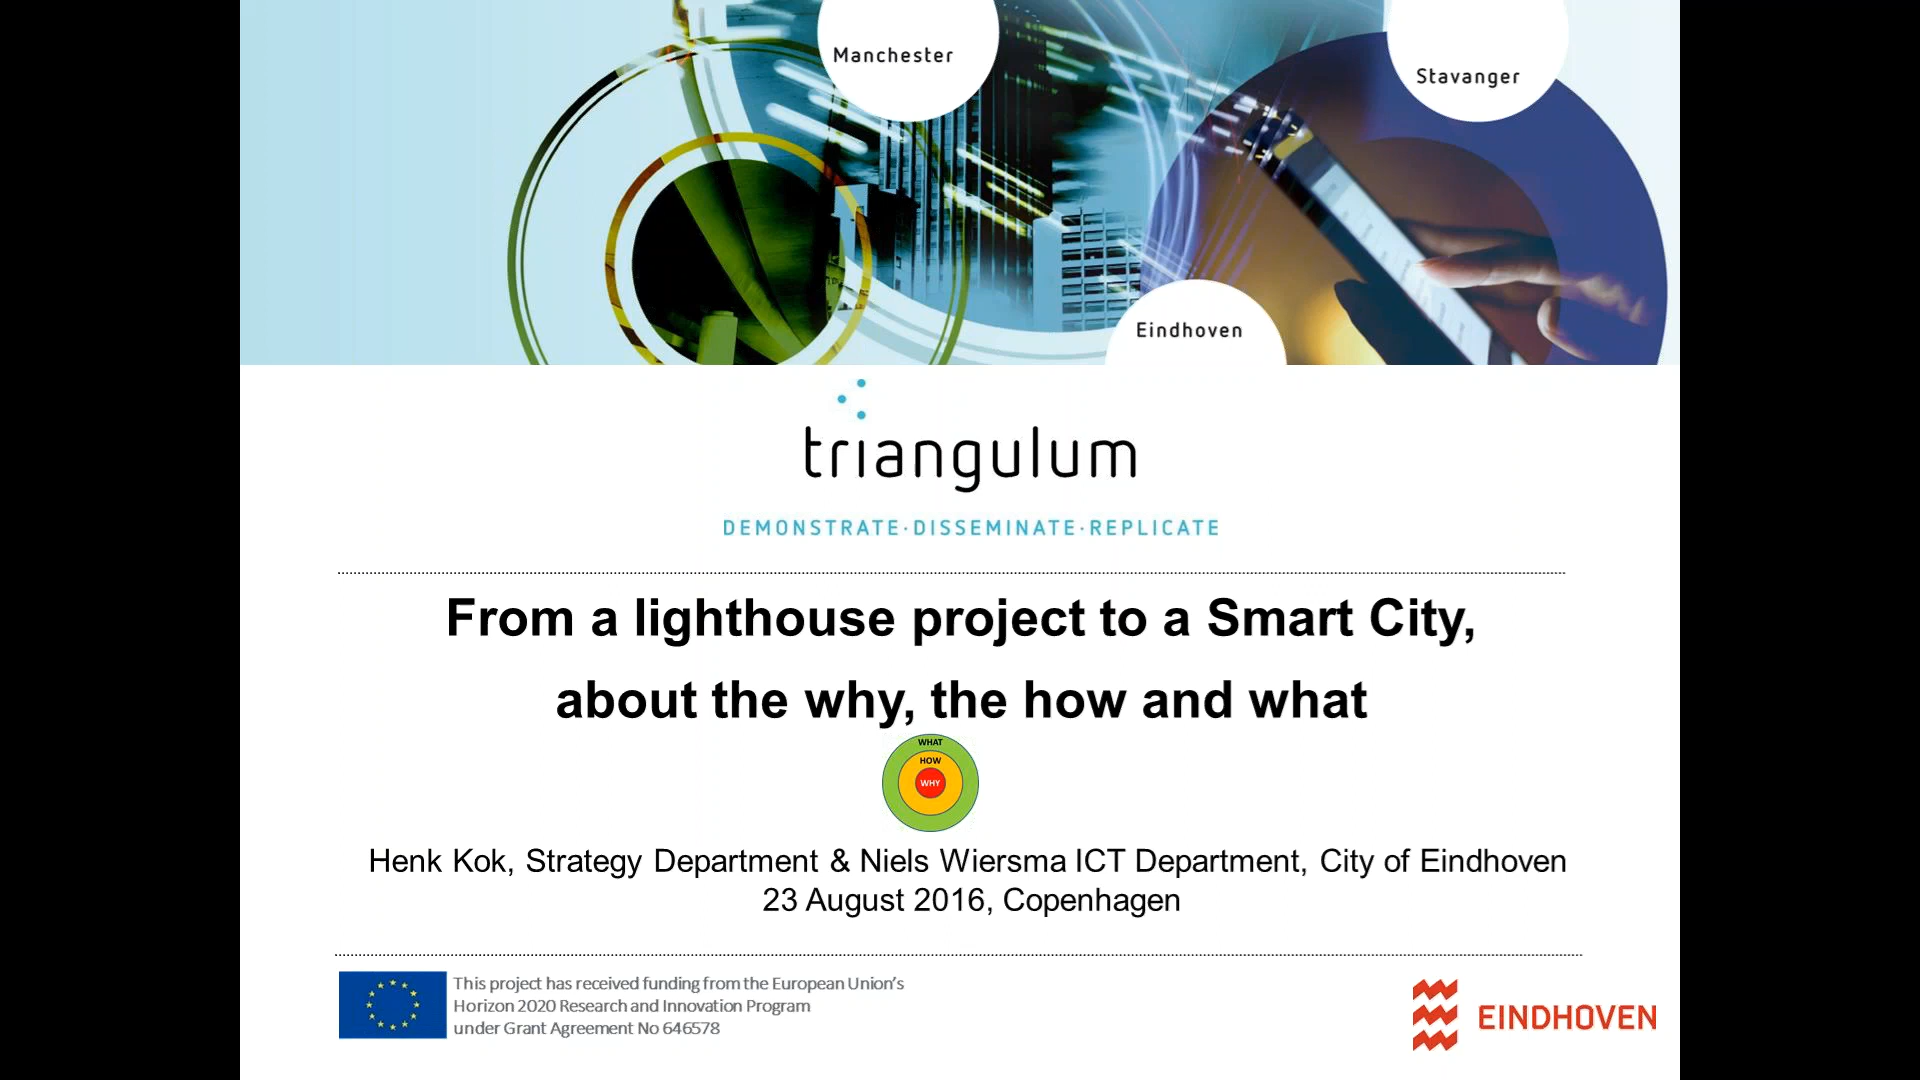 Manchester
Stavanger
Eindhoven
triangulum
DEMONSTRATE·DISSEMINATE·REPLICATE
From a lighthouse project to a Smart City,
about the why, the how and what
WHAT
HOW
WHY
Henk Kok, Strategy Department & Niels Wiersma ICT Department, City of Eindhoven
23 August 2016, Copenhagen
This project has received funding from the European Union's
Horizon 2020 Research and Innovation Program
under Grant Agreement No 646578
EINDHOVEN